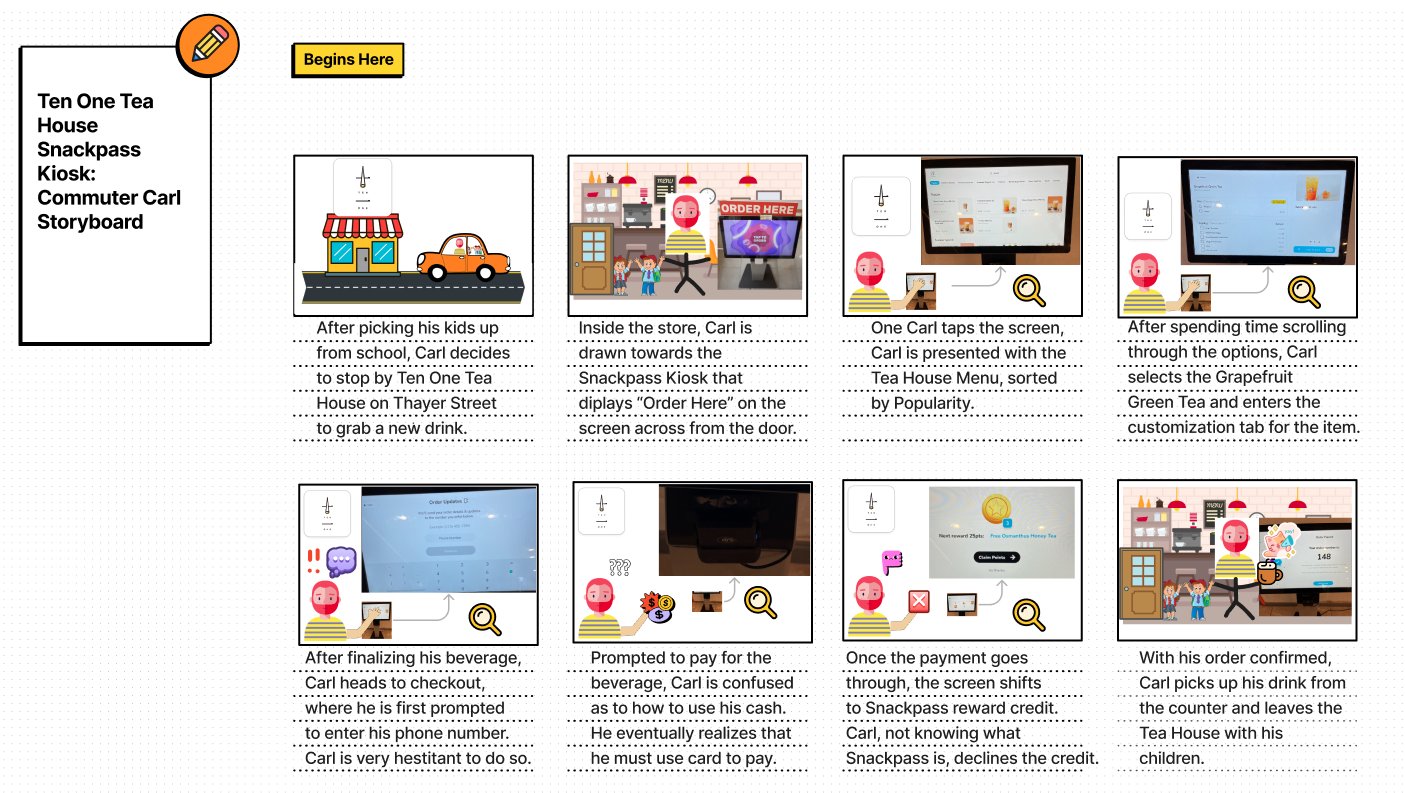 Ten One Tea
House
Snackpass
Kiosk:
Commuter Carl
Storyboard
Begins Here
After picking his kids up
from school, Carl decides
to stop by Ten One Tea
House on Thayer Street
to grab a new drink.
menu
ORDER HERE
Inside the store, Carl is
drawn towards the
Snackpass Kiosk that
diplays “Order Here” on the
screen across from the door.
One Carl taps the screen,
Carl is presented with the
Tea House Menu, sorted
by Popularity.
After spending time scrolling
through the options, Carl
selects the Grapefruit
Green Tea and enters the
customization tab for the item.
Order Updates
After finalizing his beverage,
Carl heads to checkout,
where he is first prompted
to enter his phone number.
Carl is very hestitant to do so.
???
Prompted to pay for the
beverage, Carl is confused
as to how to use his cash.
He eventually realizes that
he must use card to pay.
3
Next reward 25pts: Free Osmanthus Honey Tea
Claim Points →
Once the payment goes
through, the screen shifts
to Snackpass reward credit.
Carl, not knowing what
Snackpass is, declines the credit.
menu
148
With his order confirmed,
Carl picks up his drink from
the counter and leaves the
Tea House with his
children.